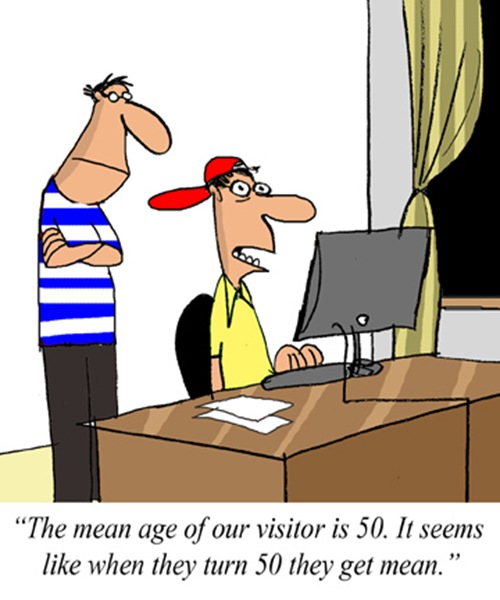 “The mean age of our visitor is 50. It seems
like when they turn 50 they get mean.”